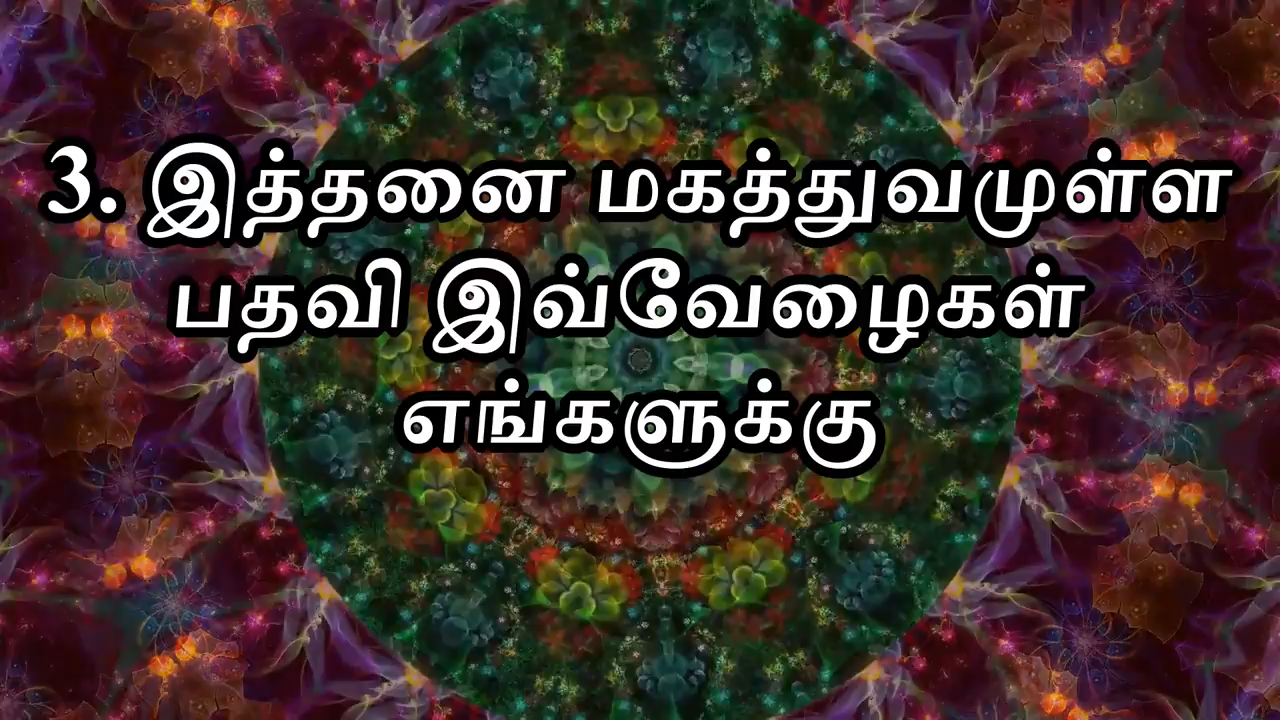 3. இத்தனை மகத்துவமுள்ள
பதவி இவ்வேழைகள்
எங்களுக்கு